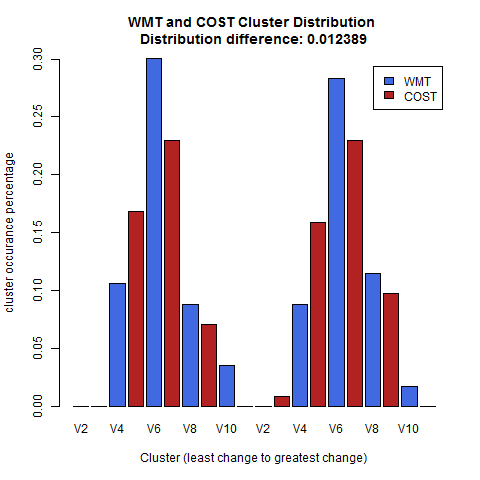 WMT and COST Cluster Distribution
Distribution difference: 0.012389
WMT
COST
cluster occurance percentage
0.30
0.25
0.20
0.15
0.10
0.05
0.00
V2 V4 V6 V8 V10 V2 V4 V6 V8 V10
Cluster (least change to greatest change)